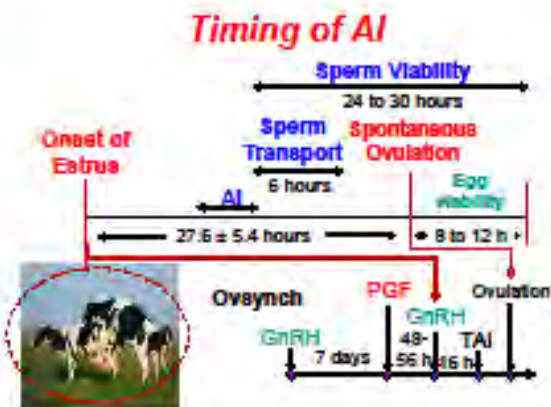 Timing of AI
Sperm Viability
24 to 30 hours
Onset of
Estrus
Sperm
Transport
Spontaneous
Ovulation
6 hours
Egg
viability
AI
27.6 ± 5.4 hours
8 to 12 h
Ovsynch
PGF
Ovulation
GnRH
GnRH
7 days
48-
56 h
16 h
TAI